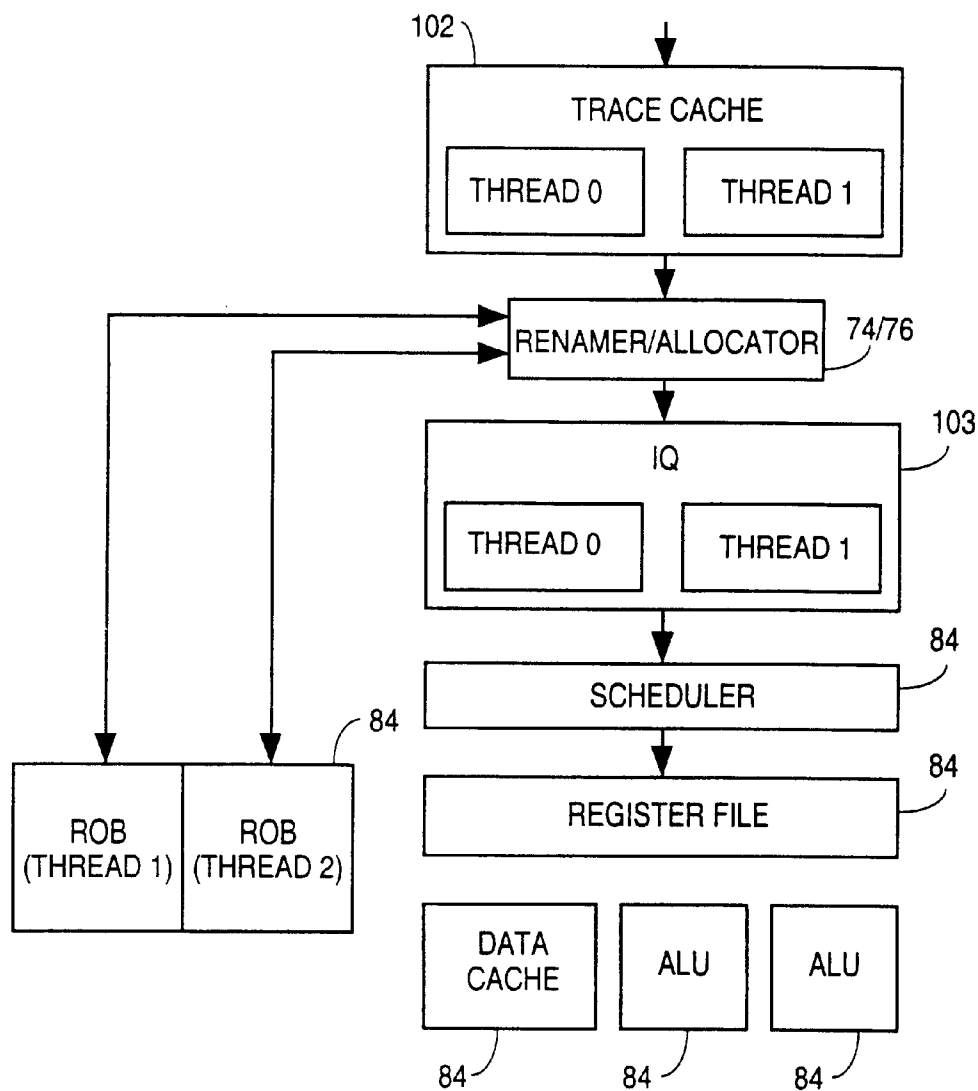 102
TRACE CACHE
THREAD 0
THREAD 1
RENAMER/ALLOCATOR
74/76
103
IQ
THREAD 0
THREAD 1
84
SCHEDULER
84
84
REGISTER FILE
ROB
(THREAD 1)
ROB
(THREAD 2)
DATA
CACHE
ALU
ALU
84
84
84